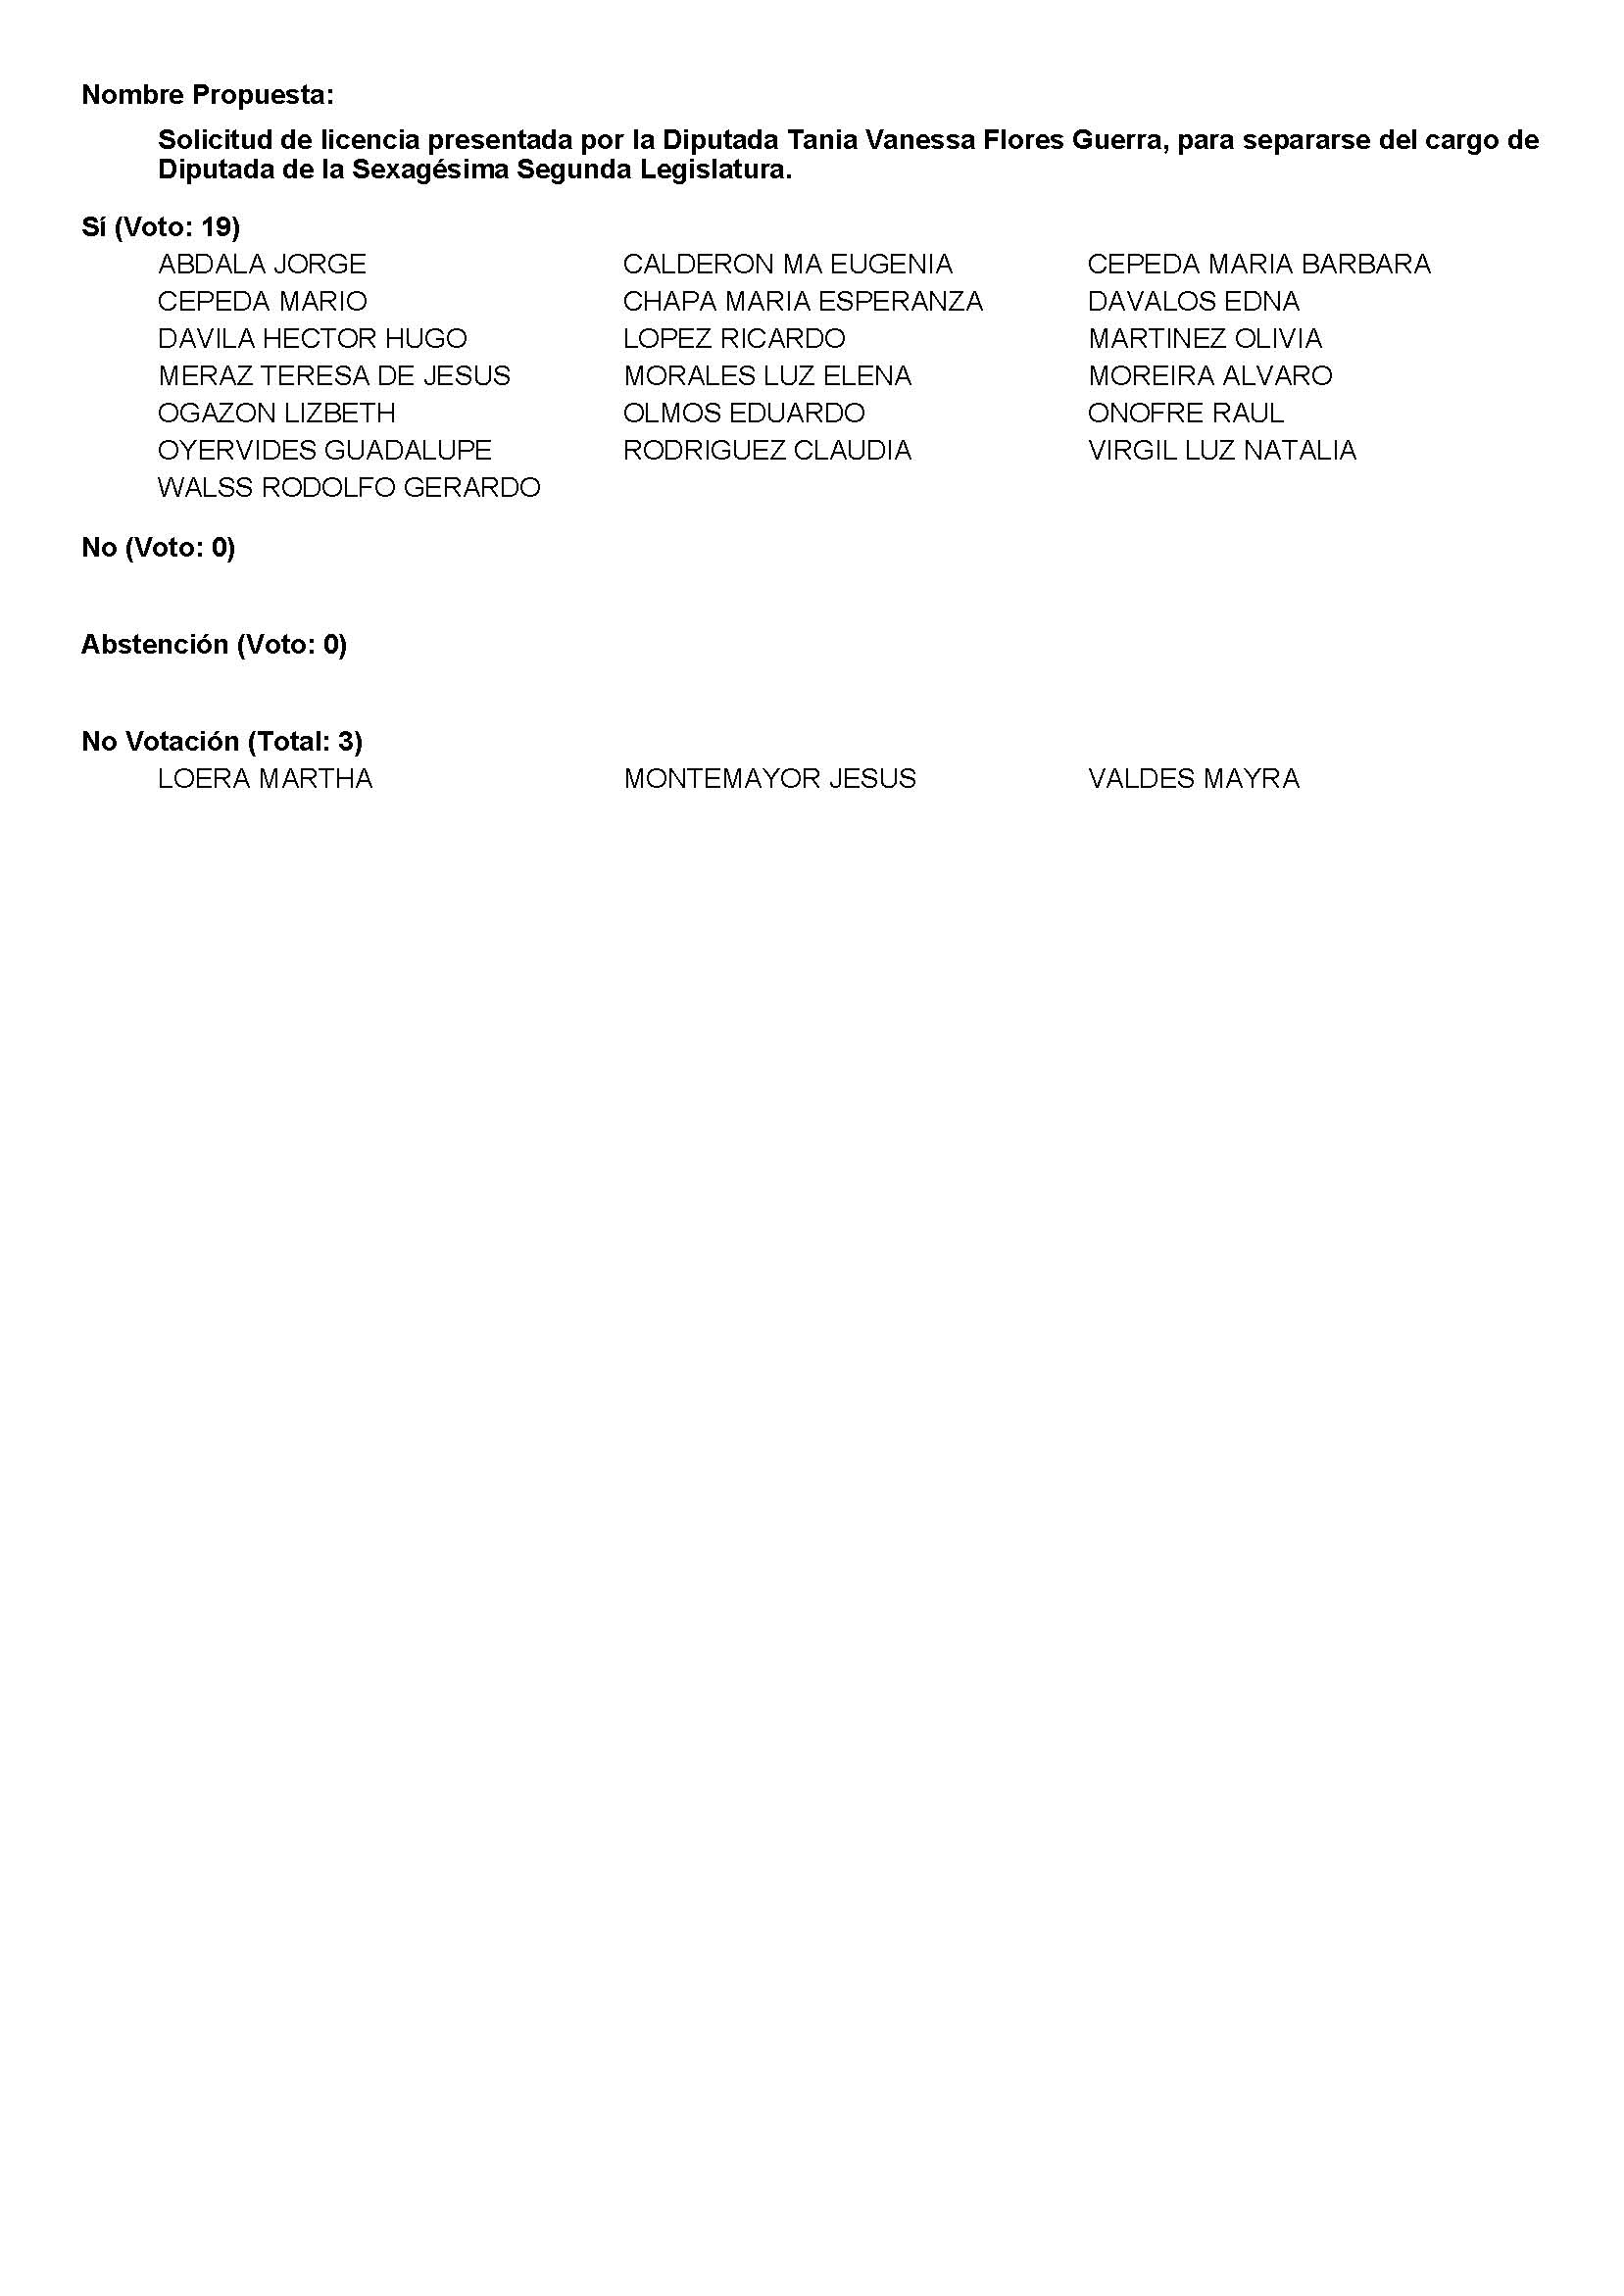 Nombre Propuesta:
Solicitud de licencia presentada por la Diputada Tania Vanessa Flores Guerra, para separarse del cargo de
Diputada de la Sexagésima Segunda Legislatura.
Sí (Voto: 19)
ABDALA JORGE CALDERON MA EUGENIA CEPEDA MARIA BARBARA
CEPEDA MARIO CHAPA MARIA ESPERANZA DAVALOS EDNA
DAVILA HECTOR HUGO LOPEZ RICARDO MARTINEZ OLIVIA
MERAZ TERESA DE JESUS MORALES LUZ ELENA MOREIRA ALVARO
OGAZON LIZBETH OLMOS EDUARDO ONOFRE RAUL
OYERVIDES GUADALUPE RODRIGUEZ CLAUDIA VIRGIL LUZ NATALIA
WALSS RODOLFO GERARDO
No (Voto: 0)
Abstención (Voto: 0)
No Votación (Total: 3)
LOERA MARTHA MONTEMAYOR JESUS VALDES MAYRA